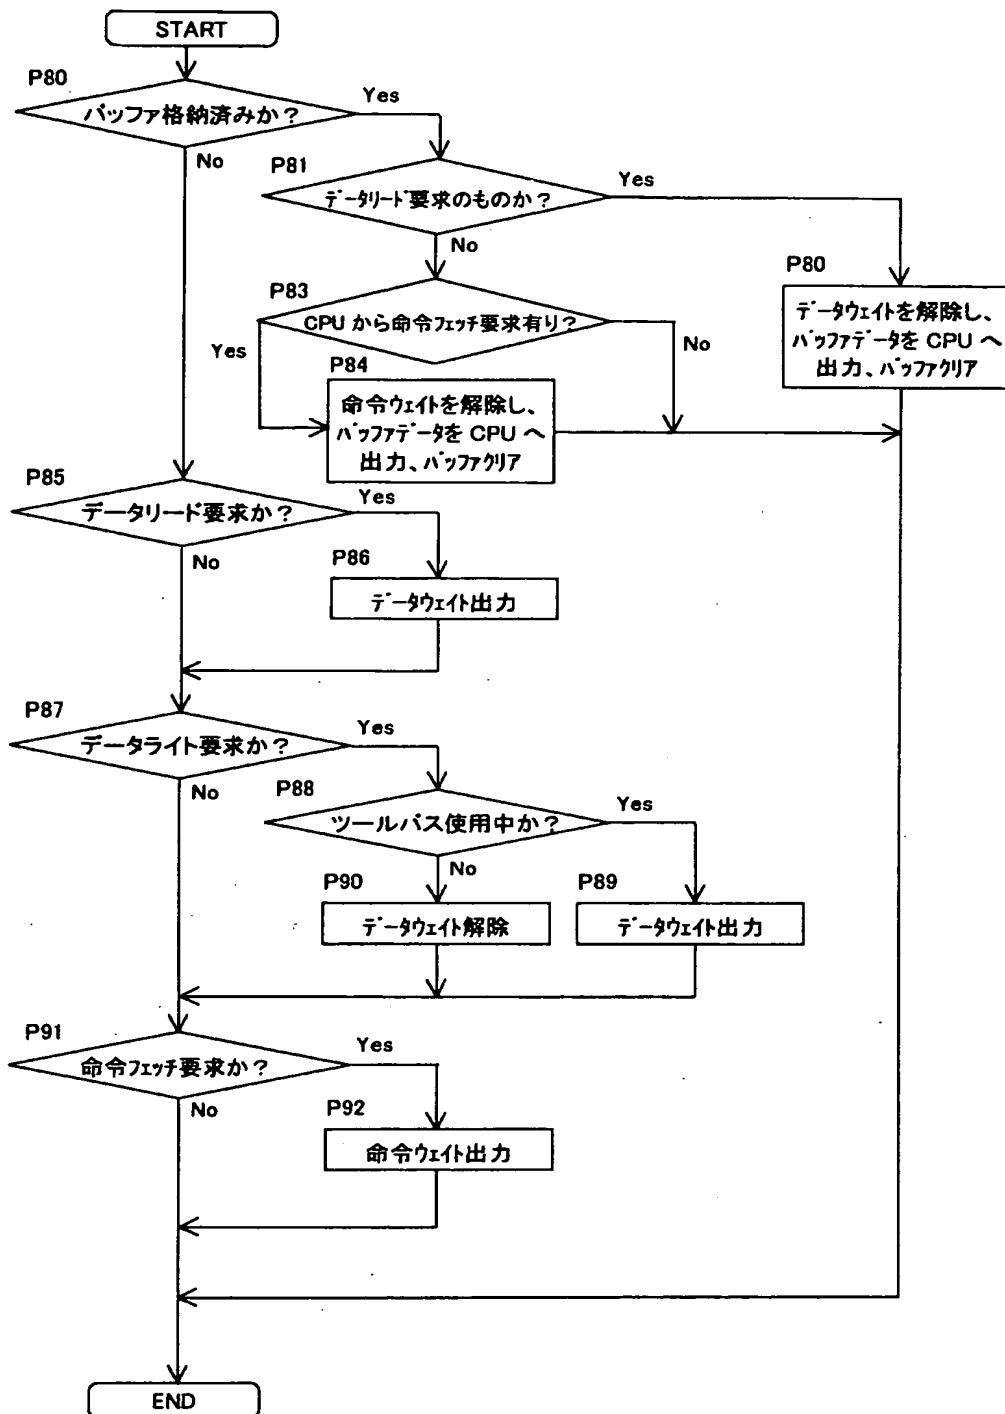 START
P80
バッファ格納済みか?
Yes
No
P81
データリード要求のものか?
Yes
No
P80
データウェイトを解除し、
バッファデータを CPU へ
出力、バッファクリア
P83
CPU から命令フェッチ要求有り?
Yes
No
P84
命令ウェイトを解除し、
バッファデータを CPU へ
出力、バッファクリア
P85
データリード要求か?
Yes
No
P86
データウェイト出力
P87
データライト要求か?
Yes
No
P88
ツールバス使用中か?
Yes
No
P90
データウェイト解除
P89
データウェイト出力
P91
命令フェッチ要求か?
Yes
No
P92
命令ウェイト出力
END